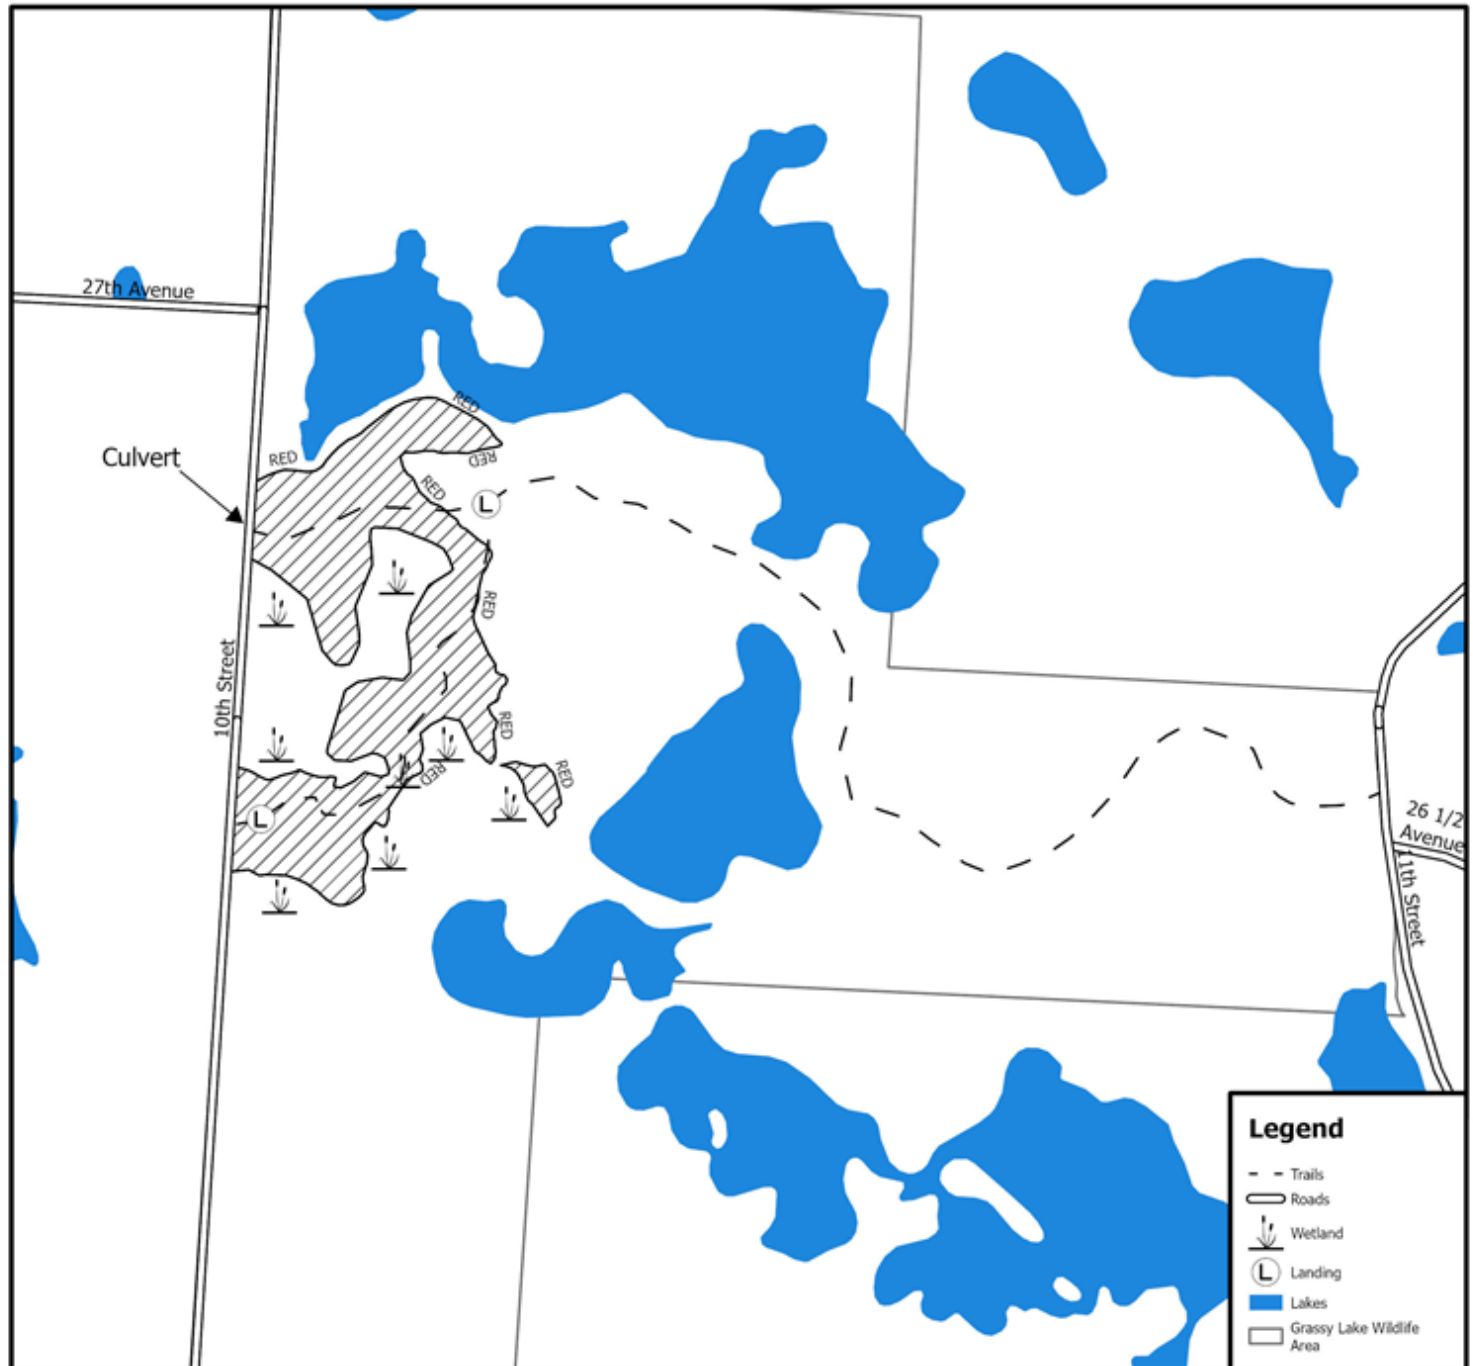 27th Avenue
RED
RED
Culvert
RED
RED
L
RED
10th Street
RED
RED
RED
L
26 1/2
Avenue
11th Street
Legend
Trails
Roads
Wetland
L Landing
Lakes
Grassy Lake Wildlife
Area